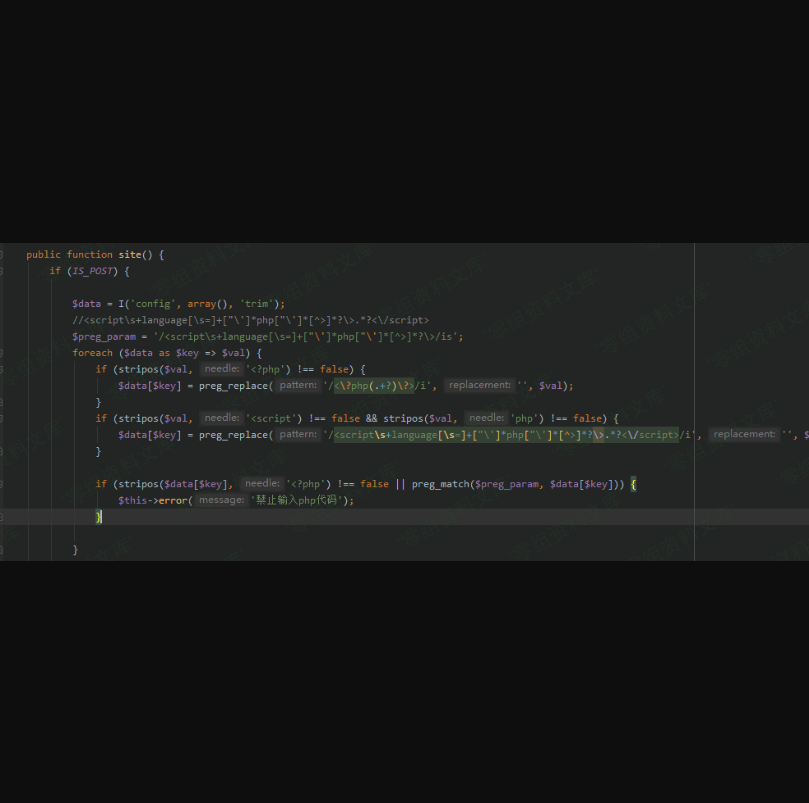 public function site() {
if (IS_POST) {
$data = I('config', array(), 'trim');
//<script\s+language[\s=]+["\']*php["\']*[^>]*?\>.*?<\/script>
$preg_param = '/<script\s+language[\s=]+["\']*php["\']*[^>]*?\>/is';
foreach ($data as $key => $val) {
if (stripos($val, needle: '<?php') !== false) {
$data[$key] = preg_replace( pattern: '/<\?php(.+?)\?>/i', replacement: '', $val);
}
if (stripos($val, needle: '<script') !== false && stripos($val, needle: 'php') !== false) {
$data[$key] = preg_replace( pattern: '/<script\s+language[\s=]+["\']*php["\']*[^>]*?\>.*?<\/script>/i', replacement: '', $
}
if (stripos($data[$key], needle: '<?php') !== false || preg_match($preg_param, $data[$key])) {
$this->error( message: '禁止输入php代码');
}
}